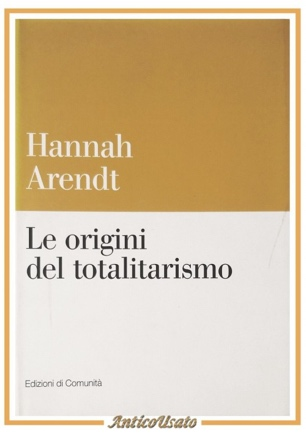 Hannah
Arendt
Le origini
del totalitarismo
Edizioni di Comunità
AnticoUsato